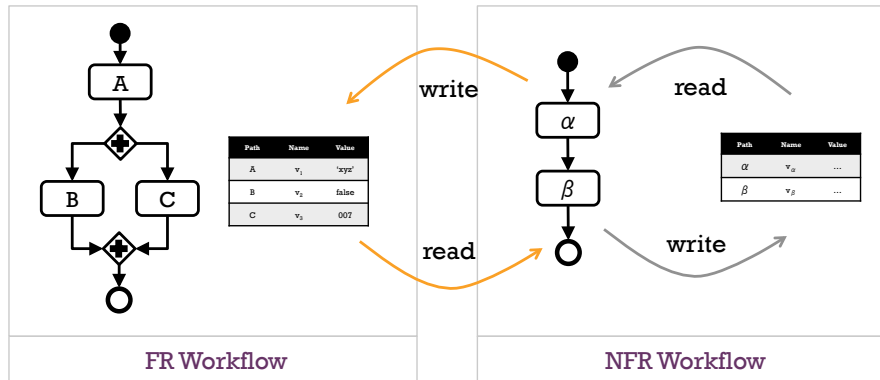 A
B
C
Path Name Value
A v₁ 'xyz'
B v₂ false
C v₃ 007
write
read
FR Workflow
α
β
read
write
Path Name Value
α vα ...
β vβ ...
NFR Workflow